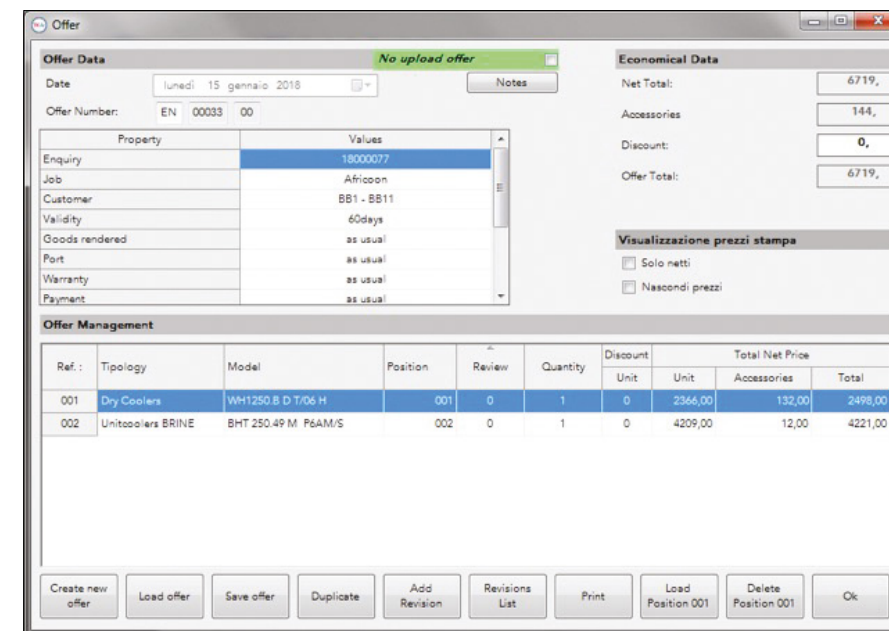 Offer
Offer Data
No upload offer
Date
lunedì 15 gennaio 2018
Notes
Offer Number:
EN 00033 00
Property Values
Enquiry 18000077
Job Africoon
Customer BB1 - BB11
Validity 60days
Goods rendered as usual
Port as usual
Warranty as usual
Payment as usual
Economical Data
Net Total: 6719,
Accessories 144,
Discount: 0,
Offer Total: 6719,
Visualizzazione prezzi stampa
Solo netti
Nascondi prezzi
Offer Management
Ref. : Tipology Model Position Review Quantity Discount Total Net Price
Unit Unit Accessories Total
001 Dry Coolers WH1250.B D T/06 H 001 0 1 0 2366,00 132,00 2498,00
002 Unitcoolers BRINE BHT 250.49 M P6AM/S 002 0 1 0 4209,00 12,00 4221,00
Create new offer
Load offer
Save offer
Duplicate
Add Revision
Revisions List
Print
Load Position 001
Delete Position 001
Ok